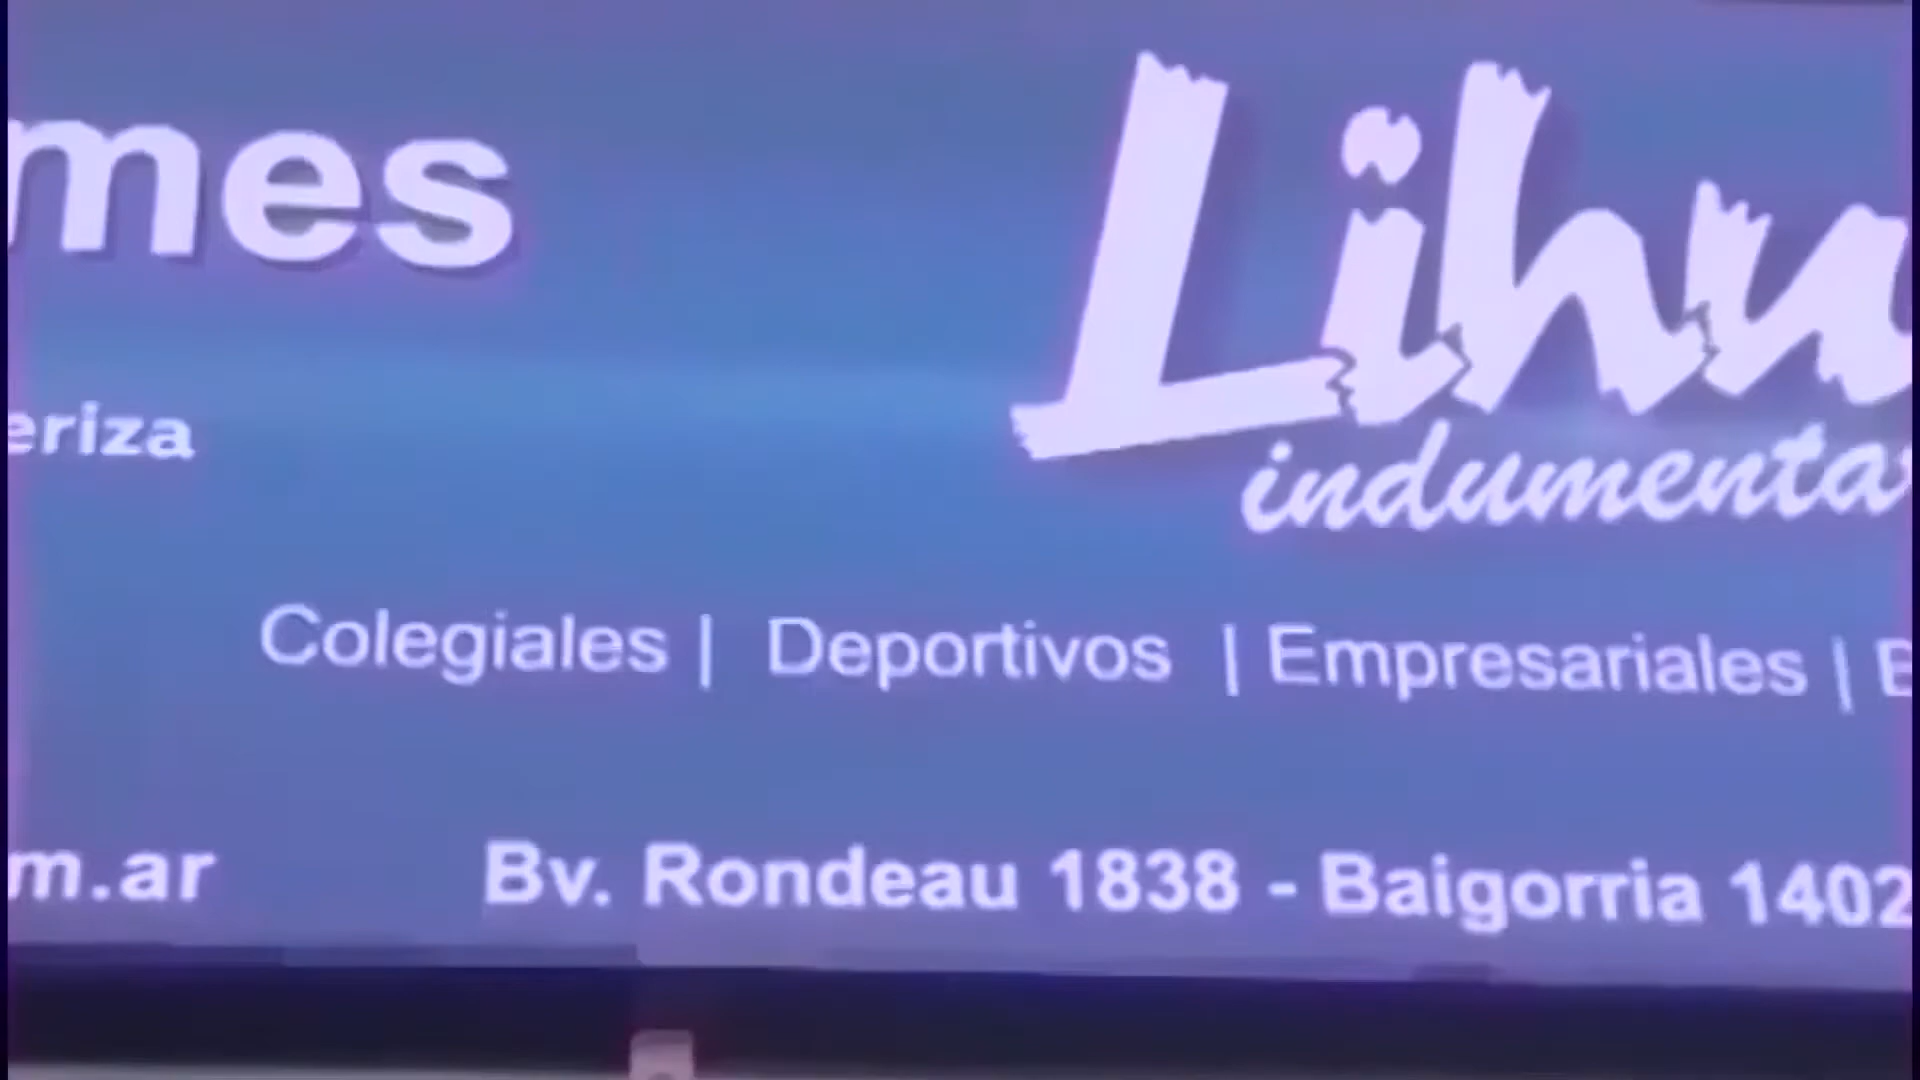 mes
Lihu
eriza
indumenta
Colegiales | Deportivos | Empresariales | E
m.ar
Bv. Rondeau 1838 - Baigorria 1402